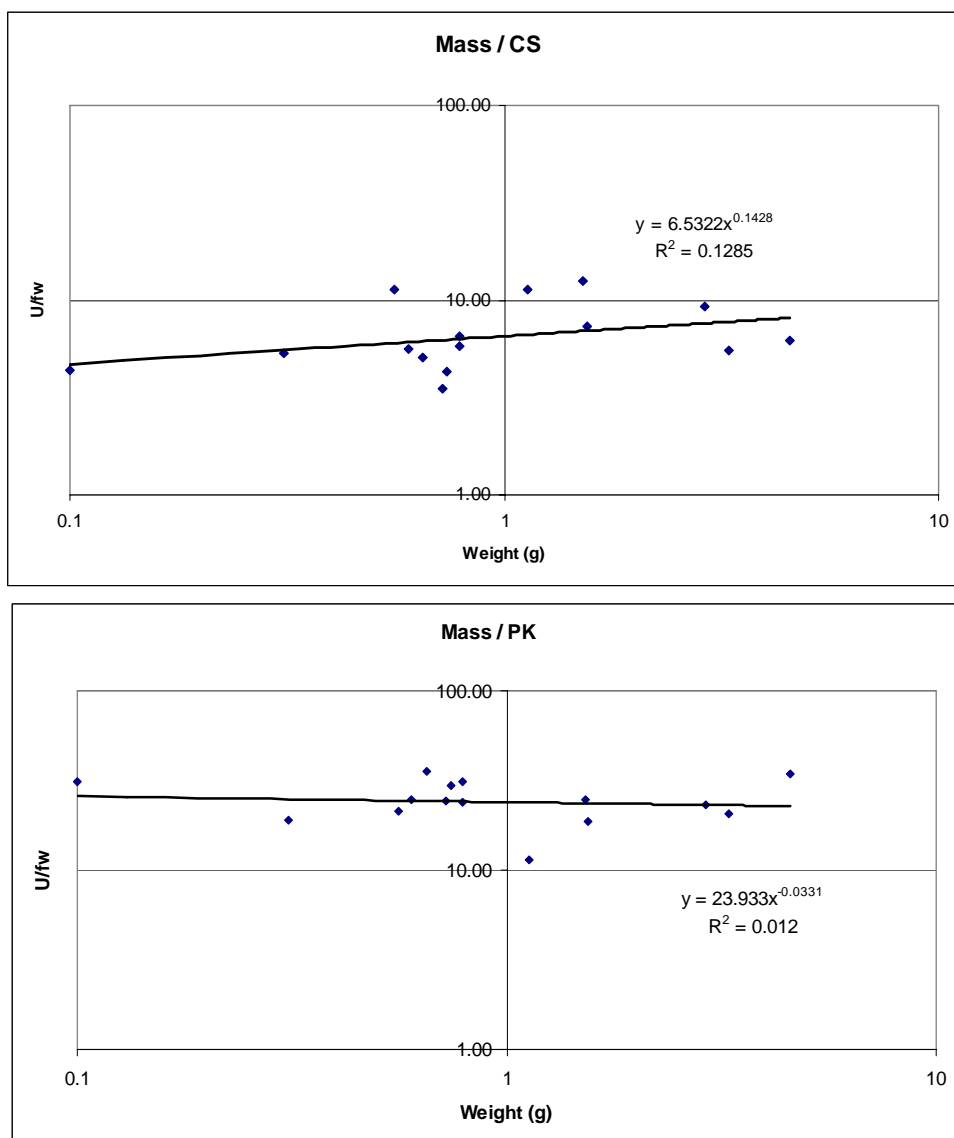 Mass / CS
100.00
y = 6.5322x^0.1428
R^2 = 0.1285
10.00
U/fw
1.00
0.1 1 10
Weight (g)
Mass / PK
100.00
10.00
U/fw
y = 23.933x^-0.0331
R^2 = 0.012
1.00
0.1 1 10
Weight (g)